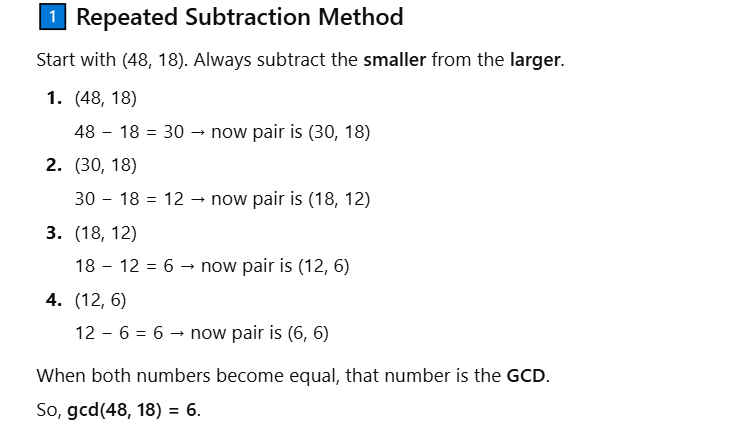 1 Repeated Subtraction Method
Start with (48, 18). Always subtract the smaller from the larger.
1. (48, 18)
48 − 18 = 30 → now pair is (30, 18)
2. (30, 18)
30 − 18 = 12 → now pair is (18, 12)
3. (18, 12)
18 − 12 = 6 → now pair is (12, 6)
4. (12, 6)
12 − 6 = 6 → now pair is (6, 6)
When both numbers become equal, that number is the GCD.
So, gcd(48, 18) = 6.